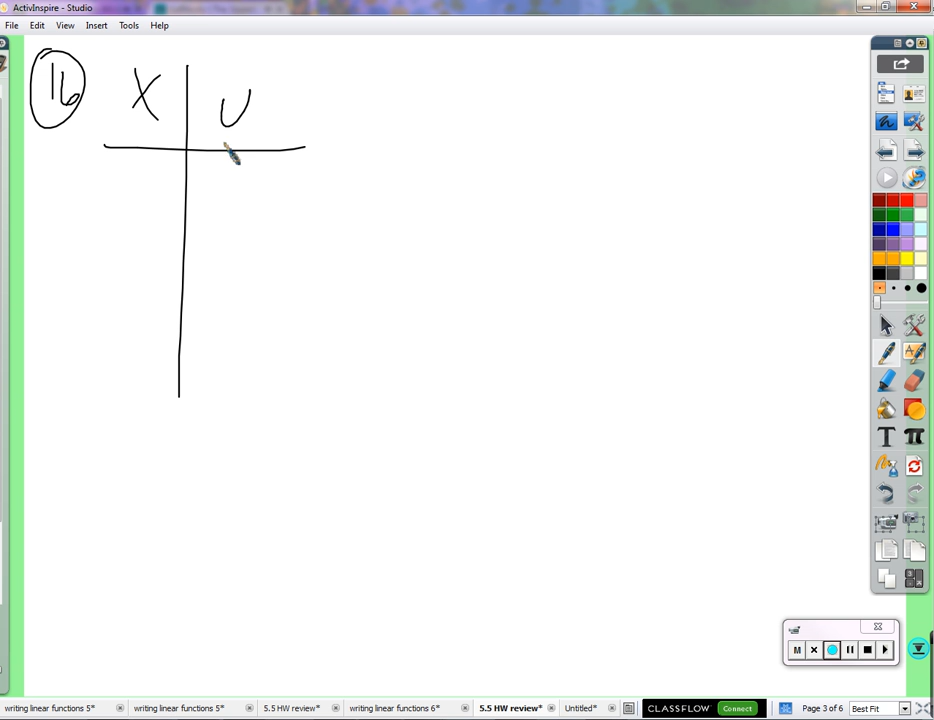 ActivInspire - Studio
File Edit View Insert Tools Help
16 X U
M
writing linear functions 5* writing linear functions 5* 5.5 HW review* writing linear functions 6* 5.5 HW review* Untitled* CLASSFLOW Connect Page 3 of 6 Best Fit